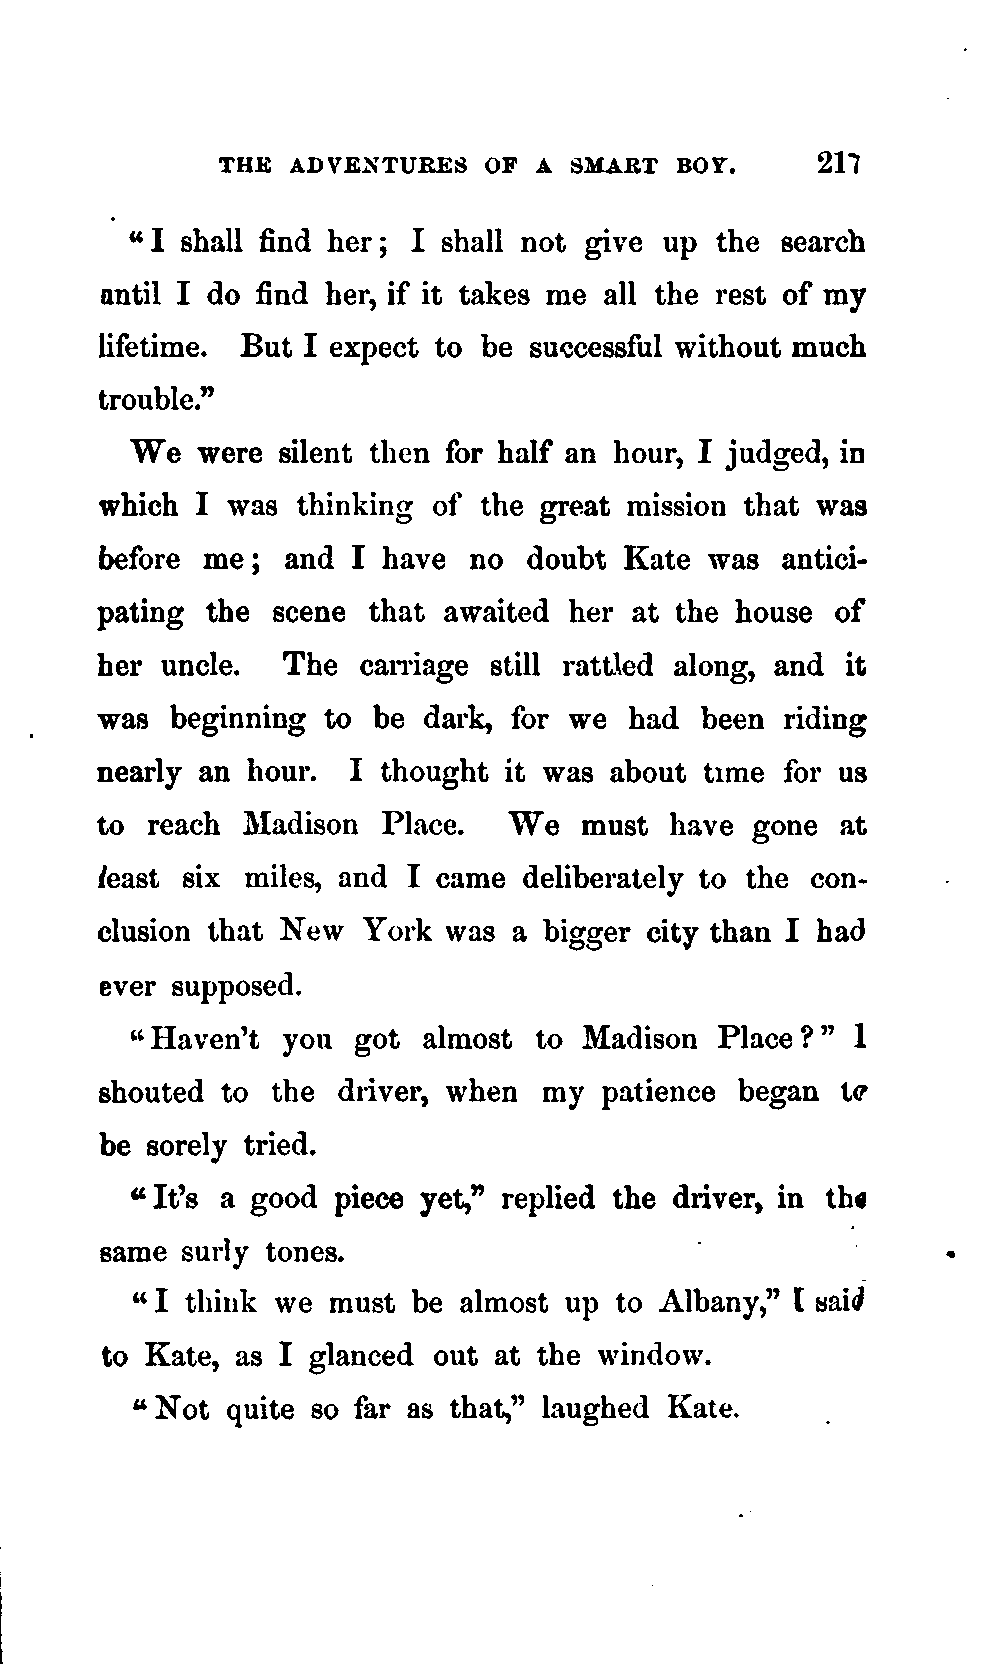 THE ADVENTURES OF A SMART BOY. 217
"I shall find her; I shall not give up the search
until I do find her, if it takes me all the rest of my
lifetime. But I expect to be successful without much
trouble."
We were silent then for half an hour, I judged, in
which I was thinking of the great mission that was
before me; and I have no doubt Kate was antici-
pating the scene that awaited her at the house of
her uncle. The carriage still rattled along, and it
was beginning to be dark, for we had been riding
nearly an hour. I thought it was about time for us
to reach Madison Place. We must have gone at
least six miles, and I came deliberately to the con-
clusion that New York was a bigger city than I had
ever supposed.
"Haven't you got almost to Madison Place?" I
shouted to the driver, when my patience began to
be sorely tried.
"It's a good piece yet," replied the driver, in the
same surly tones.
"I think we must be almost up to Albany," I said
to Kate, as I glanced out at the window.
"Not quite so far as that," laughed Kate.